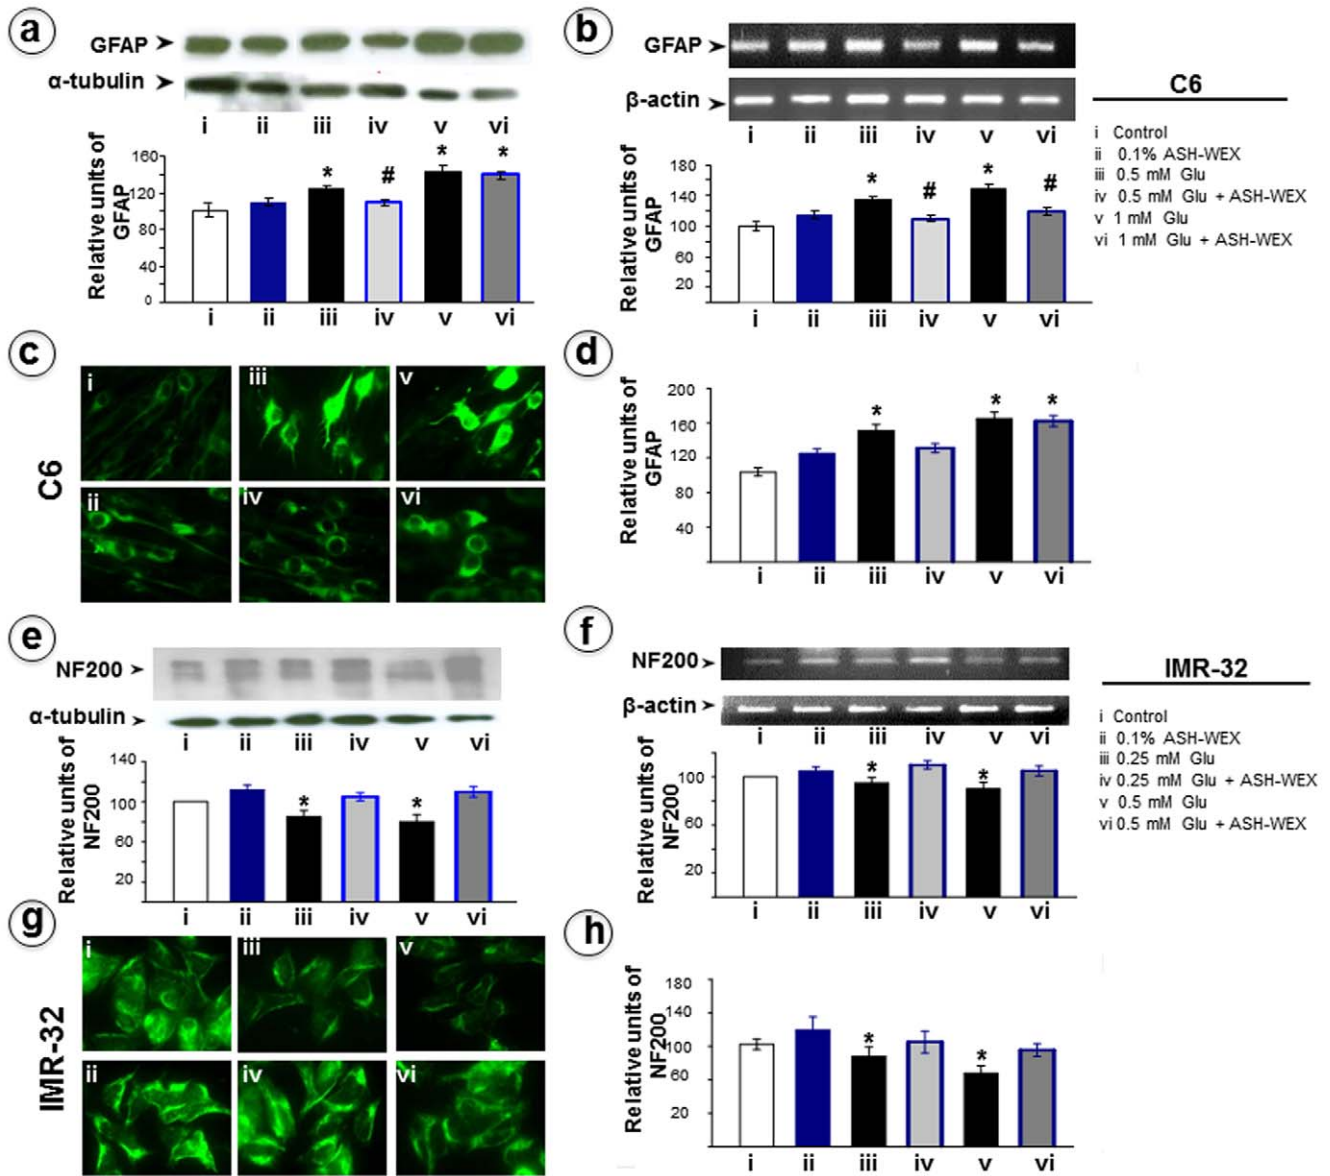 a
GFAP
α-tubulin
i ii iii iv v vi
* # * *
Relative units of
GFAP
160
120
80
40
0
i ii iii iv v vi
b
GFAP
β-actin
i ii iii iv v vi
* # * #
Relative units of
GFAP
180
140
100
60
20
i ii iii iv v vi
C6
i Control
ii 0.1% ASH-WEX
iii 0.5 mM Glu
iv 0.5 mM Glu + ASH-WEX
v 1 mM Glu
vi 1 mM Glu + ASH-WEX
c
C6
i iii v
ii iv vi
d
Relative units of
GFAP
200
160
120
80
40
* * *
i ii iii iv v vi
e
NF200
α-tubulin
i ii iii iv v vi
Relative units of
NF200
140
100
60
20
* *
i ii iii iv v vi
f
NF200
β-actin
i ii iii iv v vi
Relative units of
NF200
100
60
20
* *
i ii iii iv v vi
IMR-32
i Control
ii 0.1% ASH-WEX
iii 0.25 mM Glu
iv 0.25 mM Glu + ASH-WEX
v 0.5 mM Glu
vi 0.5 mM Glu + ASH-WEX
g
IMR-32
i iii v
ii iv vi
h
Relative units of
NF200
180
140
100
60
20
* *
i ii iii iv v vi